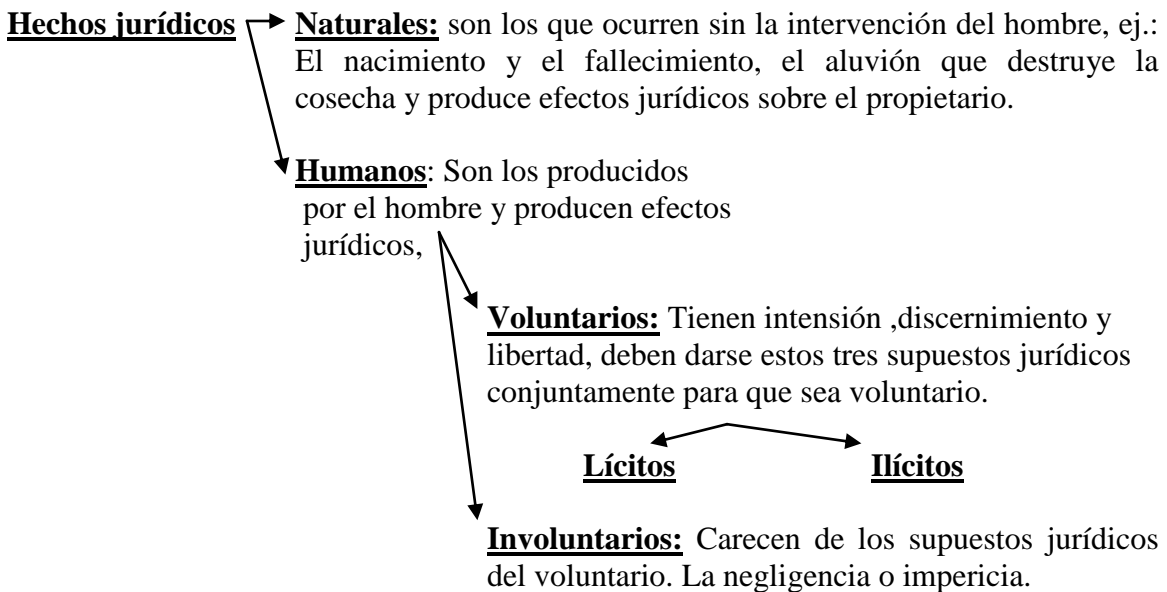 Hechos jurídicos Naturales: son los que ocurren sin la intervención del hombre, ej.:
El nacimiento y el fallecimiento, el aluvión que destruye la
cosecha y produce efectos jurídicos sobre el propietario.
Humanos: Son los producidos
por el hombre y producen efectos
jurídicos,
Voluntarios: Tienen intensión ,discernimiento y
libertad, deben darse estos tres supuestos jurídicos
conjuntamente para que sea voluntario.
Lícitos Ilícitos
Involuntarios: Carecen de los supuestos jurídicos
del voluntario. La negligencia o impericia.